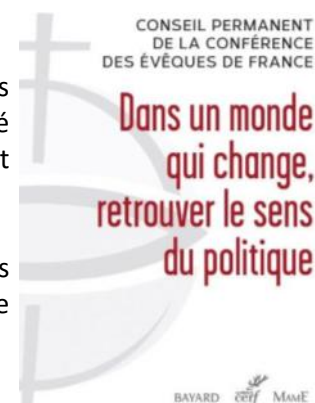 CONSEIL PERMANENT
DE LA CONFÉRENCE
DES ÉVÊQUES DE FRANCE
s
é
t
Dans un monde
qui change,
retrouver le sens
du politique
s
e
BAYARD cerf MAME